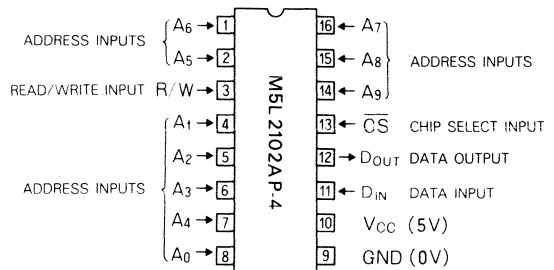 A6 → 1
ADDRESS INPUTS
A5 → 2
READ/WRITE INPUT R/W → 3
A1 → 4
A2 → 5
ADDRESS INPUTS
A3 → 6
A4 → 7
A0 → 8
M5L2102AP-4
16 ← A7
15 ← A8 ADDRESS INPUTS
14 ← A9
13 ← C̅S̅ CHIP SELECT INPUT
12 → DOUT DATA OUTPUT
11 ← DIN DATA INPUT
10 VCC (5V)
9 GND (0V)